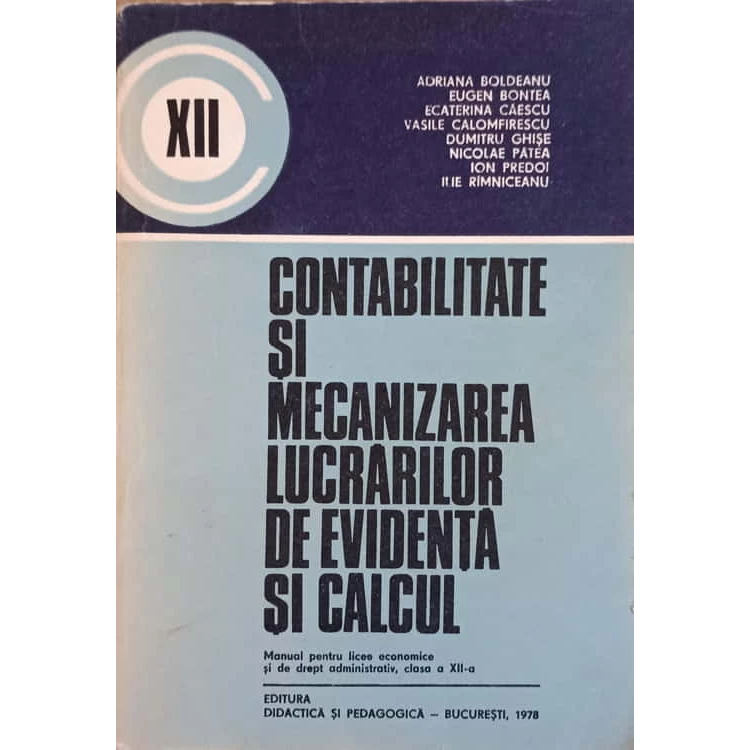 XII
ADRIANA BOLDEANU
EUGEN BONTEA
ECATERINA CĂESCU
VASILE CALOMFIRESCU
DUMITRU GHIȘE
NICOLAE PÂTEA
ION PREDOI
ILIE RÎMNICEANU
CONTABILITATE
ȘI
MECANIZAREA
LUCRĂRILOR
DE EVIDENȚĂ
ȘI CALCUL
Manual pentru licee economice
și de drept administrativ, clasa a XII-a
EDITURA
DIDACTICĂ ȘI PEDAGOGICĂ – BUCUREȘTI, 1978